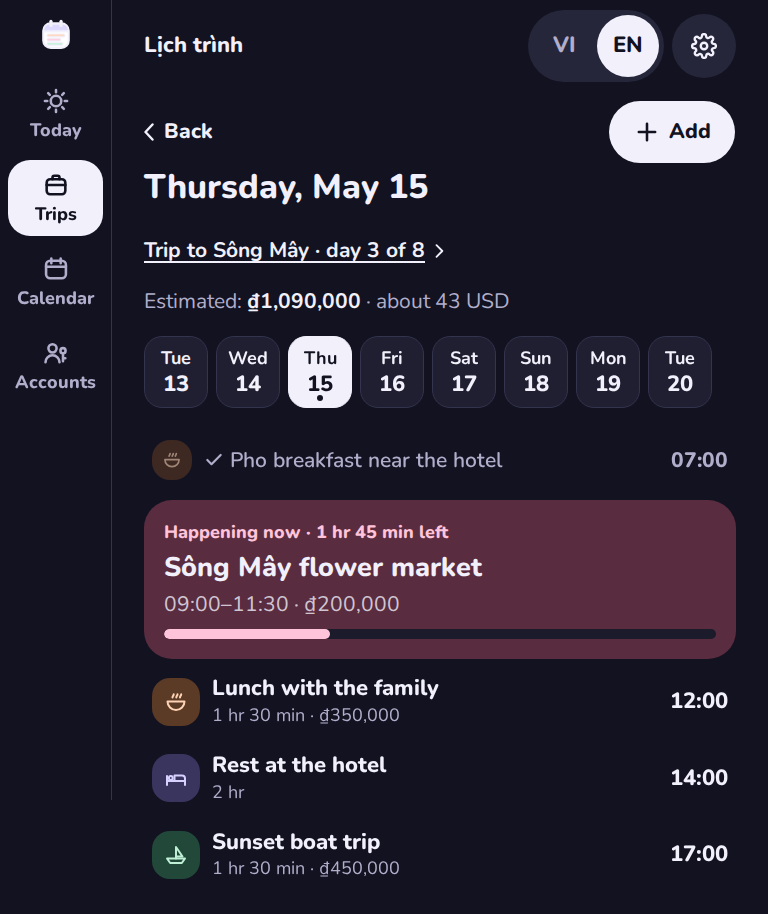 Lịch trình
VI
EN
Today
Trips
Calendar
Accounts
Back
Add
Thursday, May 15
Trip to Sông Mây · day 3 of 8
Estimated: ₫1,090,000 · about 43 USD
Tue 13
Wed 14
Thu 15
Fri 16
Sat 17
Sun 18
Mon 19
Tue 20
Pho breakfast near the hotel 07:00
Happening now · 1 hr 45 min left
Sông Mây flower market
09:00–11:30 · ₫200,000
Lunch with the family 12:00
1 hr 30 min · ₫350,000
Rest at the hotel 14:00
2 hr
Sunset boat trip 17:00
1 hr 30 min · ₫450,000